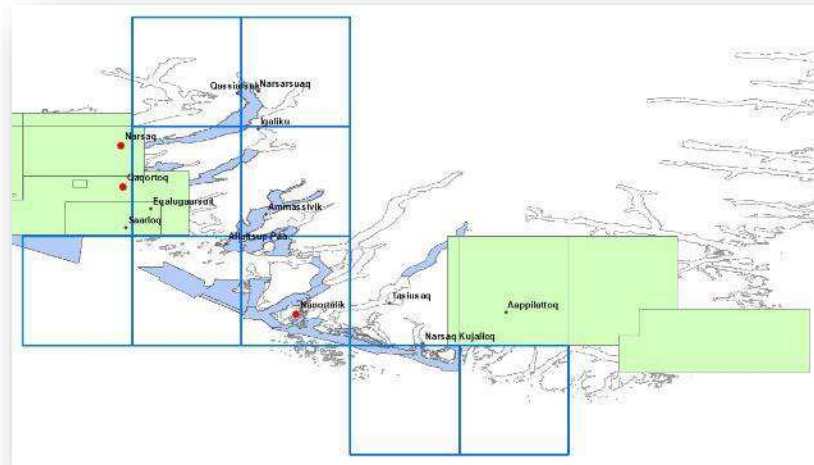 Narsarsuaq
Igaliku
Narsaq
Qaqortoq
Eqalugaarsuit
Saarloq
Ammassivik
Alluitsup Paa
Nanortalik
Tasiusaq
Aappilattoq
Narsaq Kujalleq